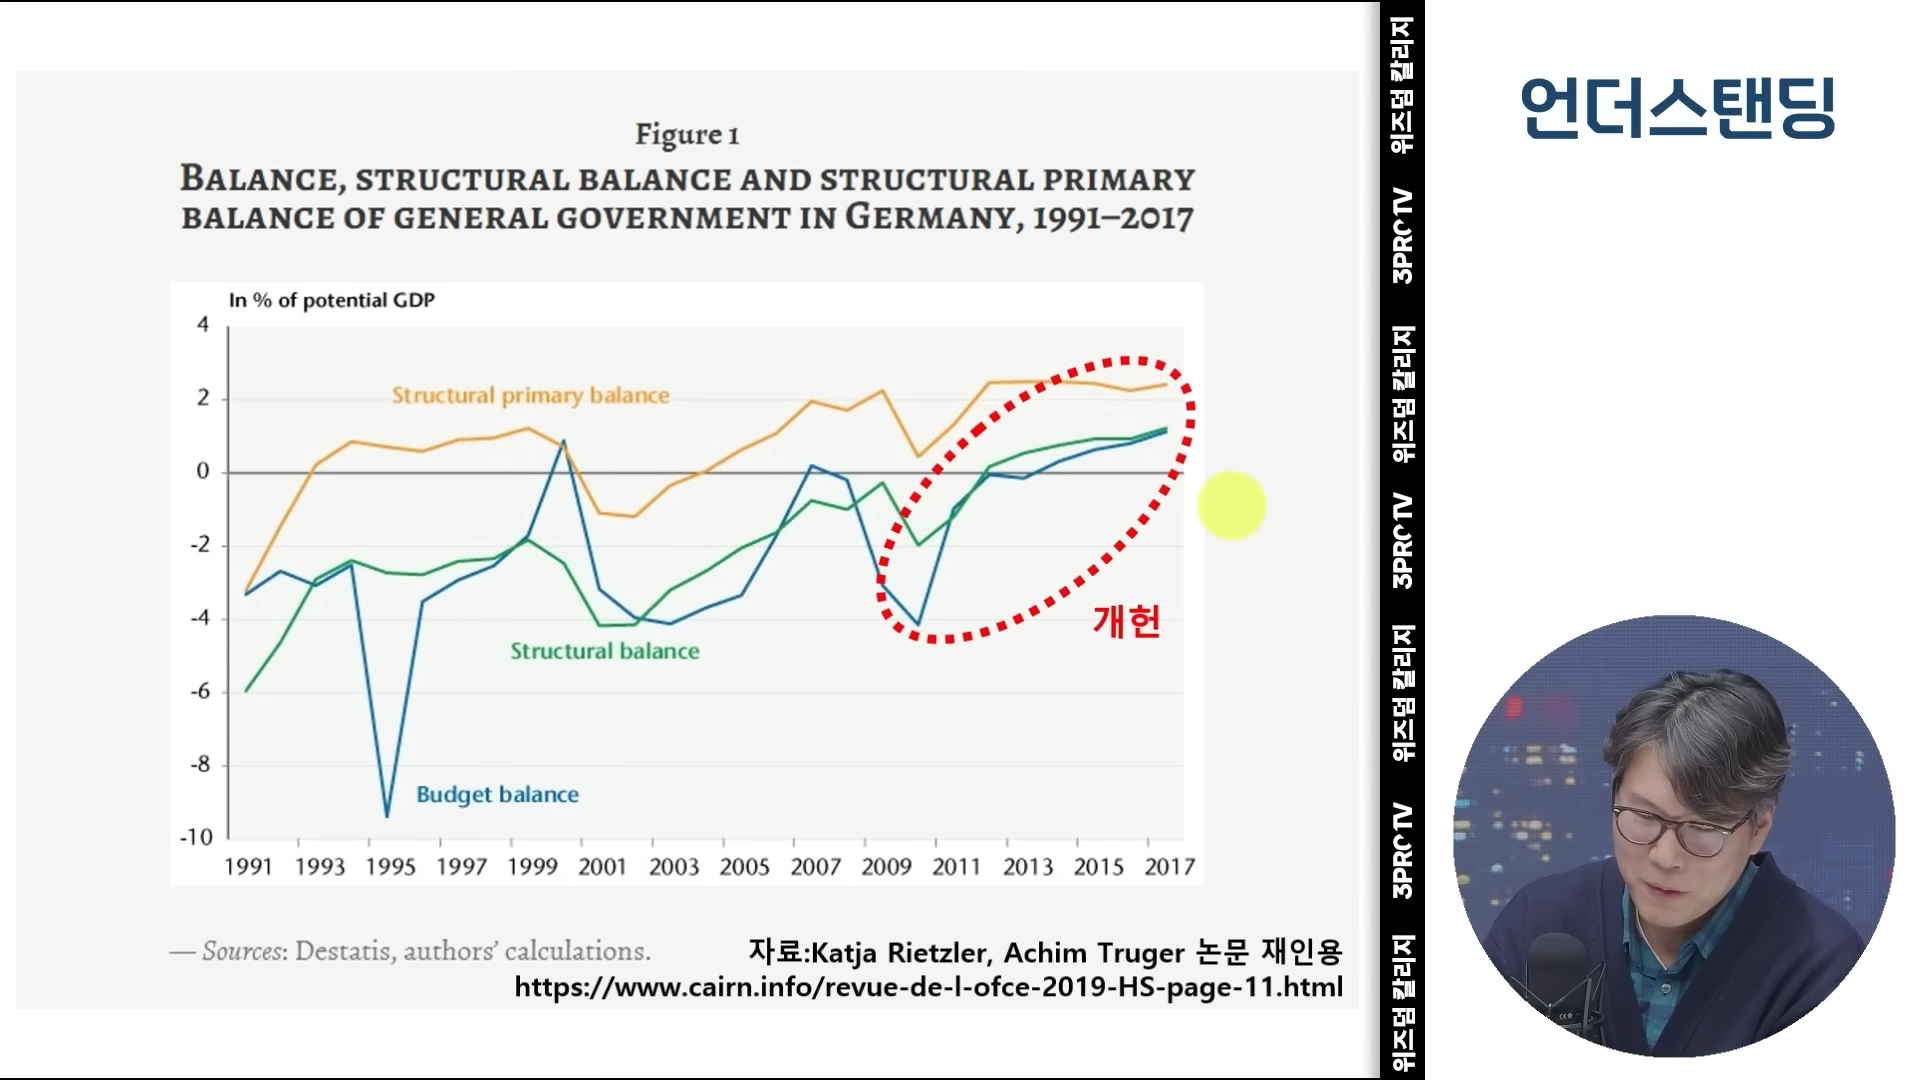 Figure 1
BALANCE, STRUCTURAL BALANCE AND STRUCTURAL PRIMARY
BALANCE OF GENERAL GOVERNMENT IN GERMANY, 1991–2017
In % of potential GDP
4
2
0
-2
-4
-6
-8
-10
Structural primary balance
Structural balance
Budget balance
개헌
1991 1993 1995 1997 1999 2001 2003 2005 2007 2009 2011 2013 2015 2017
— Sources: Destatis, authors’ calculations.
자료:Katja Rietzler, Achim Truger 논문 재인용
https://www.cairn.info/revue-de-l-ofce-2019-HS-page-11.html
위즈덤 칼리지
3PROTV
위즈덤 칼리지
3PROTV
위즈덤 칼리지
3PROTV
위즈덤 칼리지
언더스탠딩